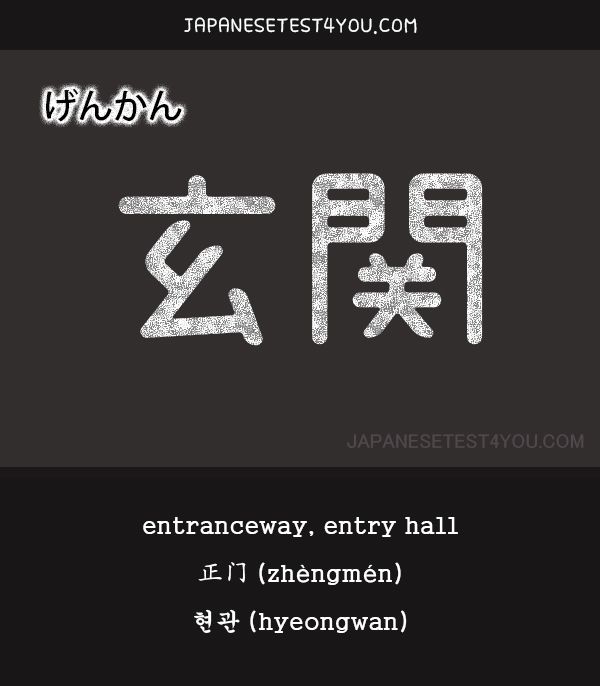 JAPANESETEST4YOU.COM
げんかん
玄関
JAPANESETEST4YOU.COM
entranceway, entry hall
正门 (zhèngmén)
현관 (hyeongwan)